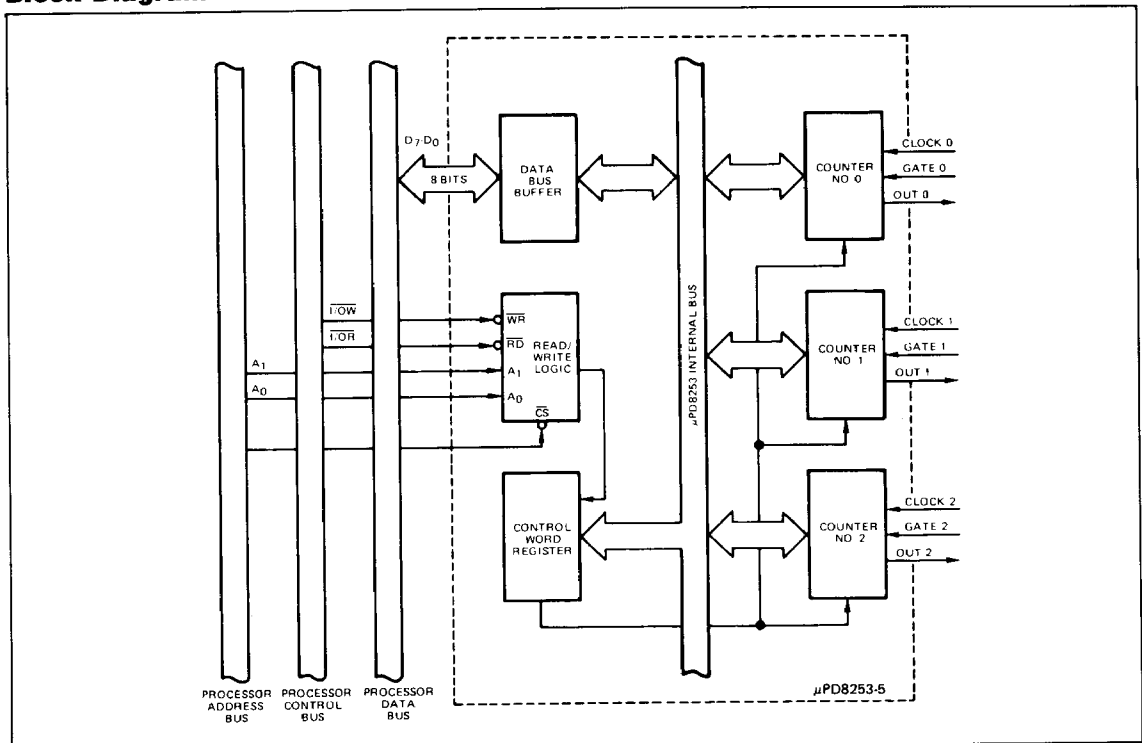 D7-D0
8 BITS
DATA
BUS
BUFFER
COUNTER
NO 0
CLOCK 0
GATE 0
OUT 0
I/OW
I/OR
A1
A0
WR
RD
A1
A0
CS
READ/
WRITE
LOGIC
µPD8253 INTERNAL BUS
COUNTER
NO. 1
CLOCK 1
GATE 1
OUT 1
CONTROL
WORD
REGISTER
COUNTER
NO. 2
CLOCK 2
GATE 2
OUT 2
µPD8253-5
PROCESSOR
ADDRESS
BUS
PROCESSOR
CONTROL
BUS
PROCESSOR
DATA
BUS